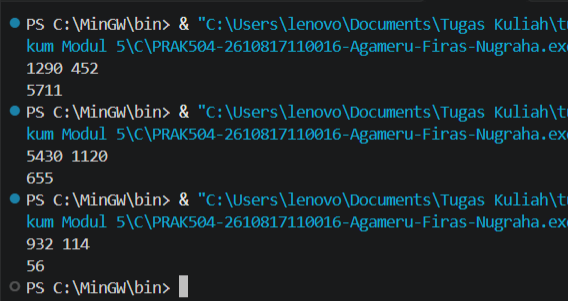 PS C:\MinGW\bin> & "C:\Users\lenovo\Documents\Tugas Kuliah\tu
kum Modul 5\C\PRAK504-2610817110016-Agameru-Firas-Nugraha.exe
1290 452
5711
PS C:\MinGW\bin> & "C:\Users\lenovo\Documents\Tugas Kuliah\tu
kum Modul 5\C\PRAK504-2610817110016-Agameru-Firas-Nugraha.exe
5430 1120
655
PS C:\MinGW\bin> & "C:\Users\lenovo\Documents\Tugas Kuliah\tu
kum Modul 5\C\PRAK504-2610817110016-Agameru-Firas-Nugraha.exe
932 114
56
PS C:\MinGW\bin>